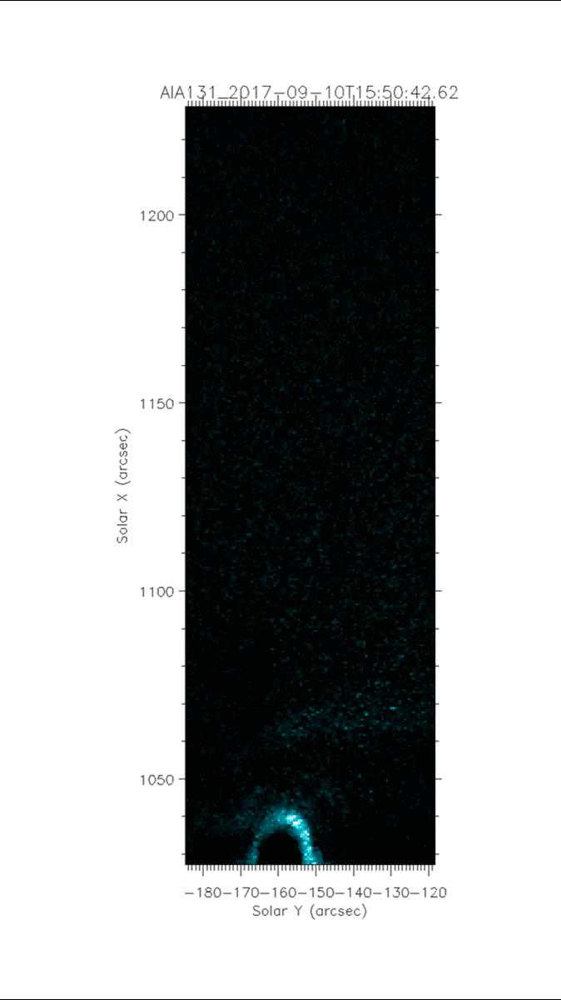 AIA131_2017-09-10T15:50:42.62
1200
1150
1100
1050
Solar X (arcsec)
-180-170-160-150-140-130-120
Solar Y (arcsec)